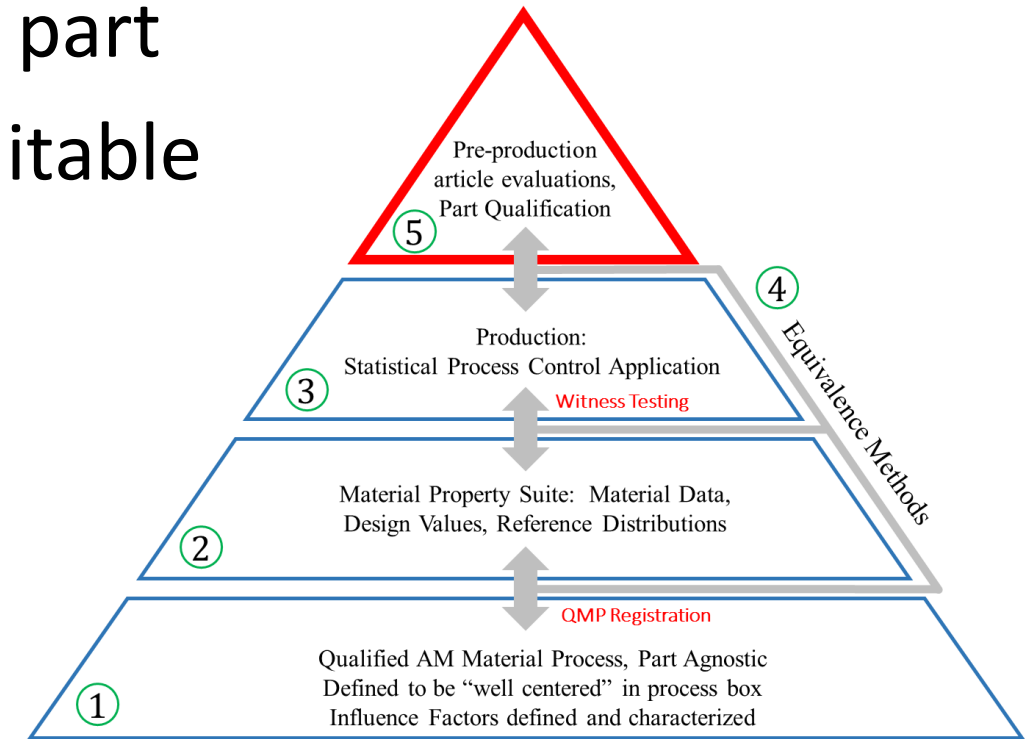 part
itable
Pre-production
article evaluations,
Part Qualification
5
4
Equivalence Methods
Production:
Statistical Process Control Application
3
Witness Testing
Material Property Suite: Material Data,
Design Values, Reference Distributions
2
QMP Registration
Qualified AM Material Process, Part Agnostic
Defined to be “well centered” in process box
Influence Factors defined and characterized
1